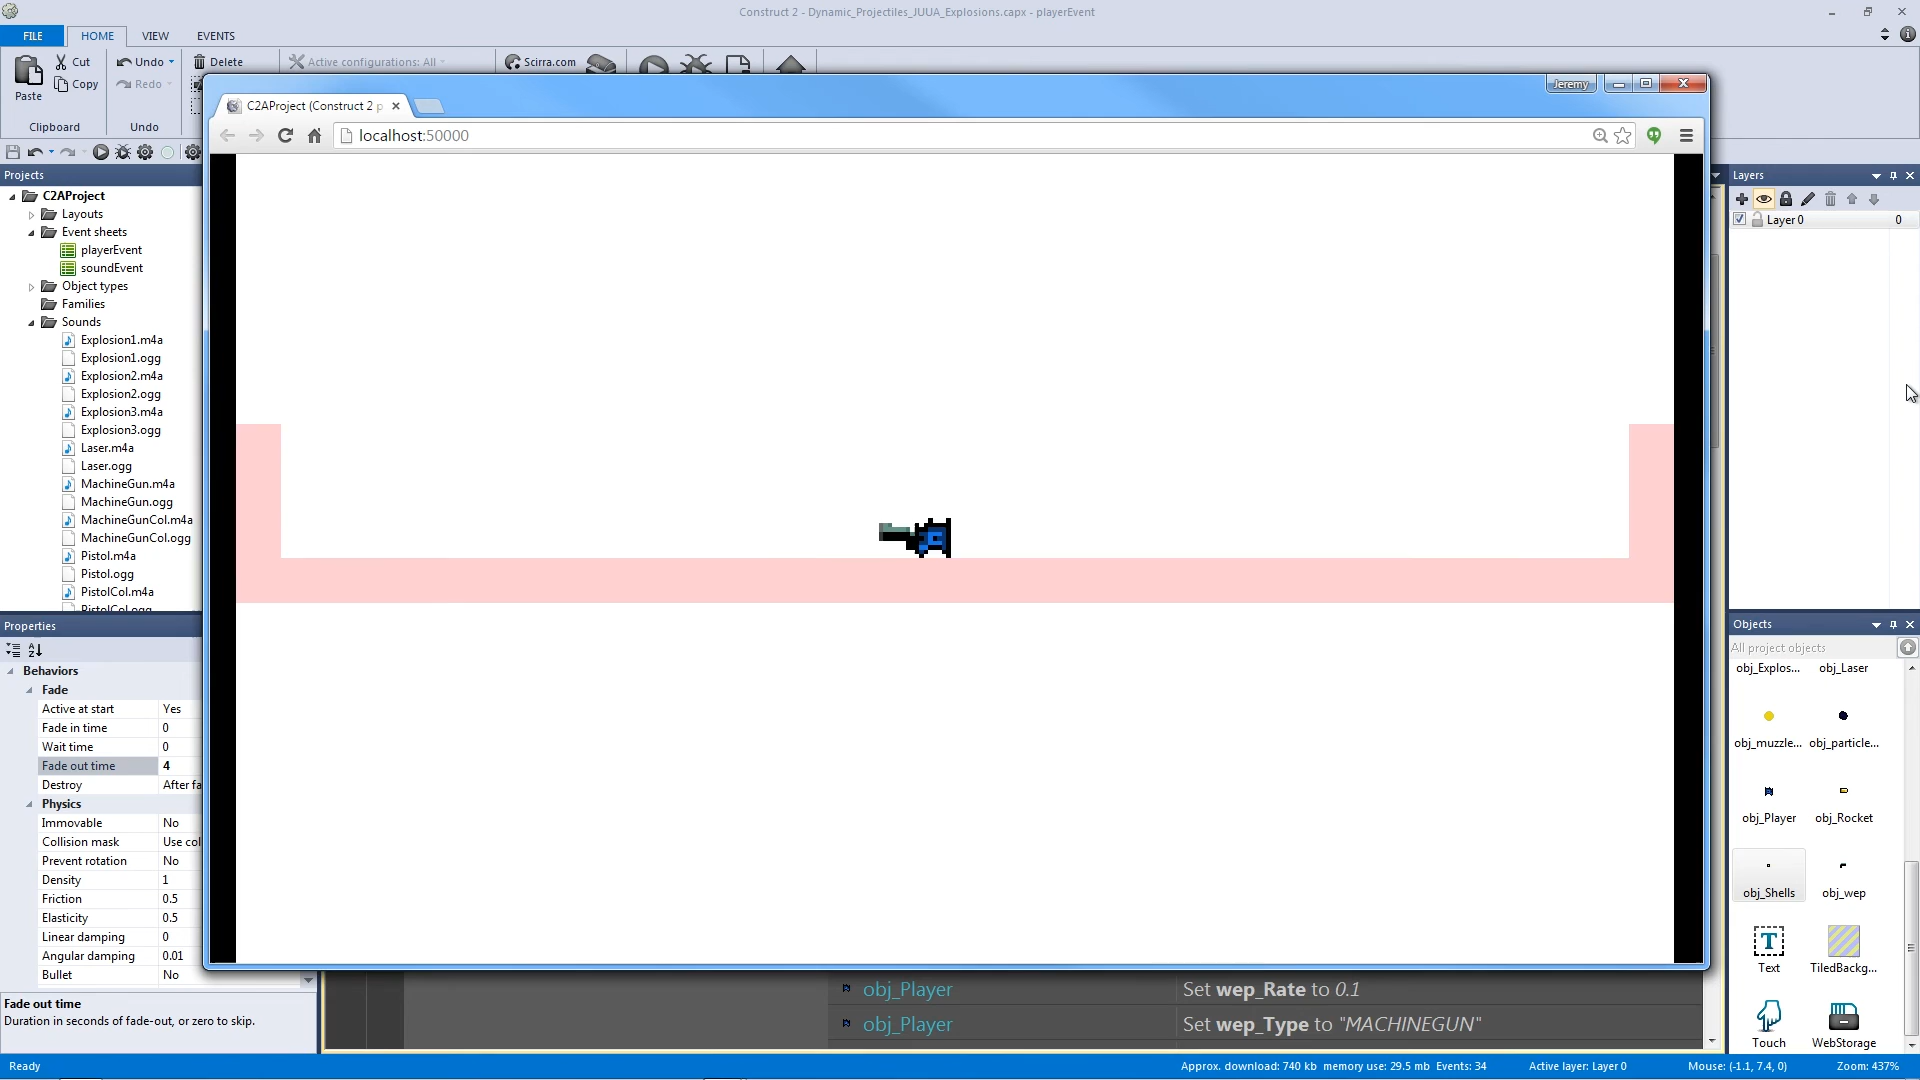 Construct 2 - Dynamic_Projectiles_JUUA_Explosions.capx - playerEvent
FILE HOME VIEW EVENTS
Paste
Cut
Copy
Clipboard
Undo
Redo
Undo
Delete
Active configurations: All
Scirra.com
Jeremy
C2AProject (Construct 2 p
localhost:50000
Projects
C2AProject
Layouts
Event sheets
playerEvent
soundEvent
Object types
Families
Sounds
Explosion1.m4a
Explosion1.ogg
Explosion2.m4a
Explosion2.ogg
Explosion3.m4a
Explosion3.ogg
Laser.m4a
Laser.ogg
MachineGun.m4a
MachineGun.ogg
MachineGunCol.m4a
MachineGunCol.ogg
Pistol.m4a
Pistol.ogg
PistolCol.m4a
PistolCol.ogg
Properties
Behaviors
Fade
Active at start Yes
Fade in time 0
Wait time 0
Fade out time 4
Destroy After fa
Physics
Immovable No
Collision mask Use col
Prevent rotation No
Density 1
Friction 0.5
Elasticity 0.5
Linear damping 0
Angular damping 0.01
Bullet No
Fade out time
Duration in seconds of fade-out, or zero to skip.
obj_Player Set wep_Rate to 0.1
obj_Player Set wep_Type to "MACHINEGUN"
Layers
Layer 0 0
Objects
All project objects
obj_Explos... obj_Laser
obj_muzzle... obj_particle...
obj_Player obj_Rocket
obj_Shells obj_wep
T
Text TiledBackg...
Touch WebStorage
Ready
Approx. download: 740 kb memory use: 29.5 mb Events: 34 Active layer: Layer 0 Mouse: (-1.1, 7.4, 0) Zoom: 437%